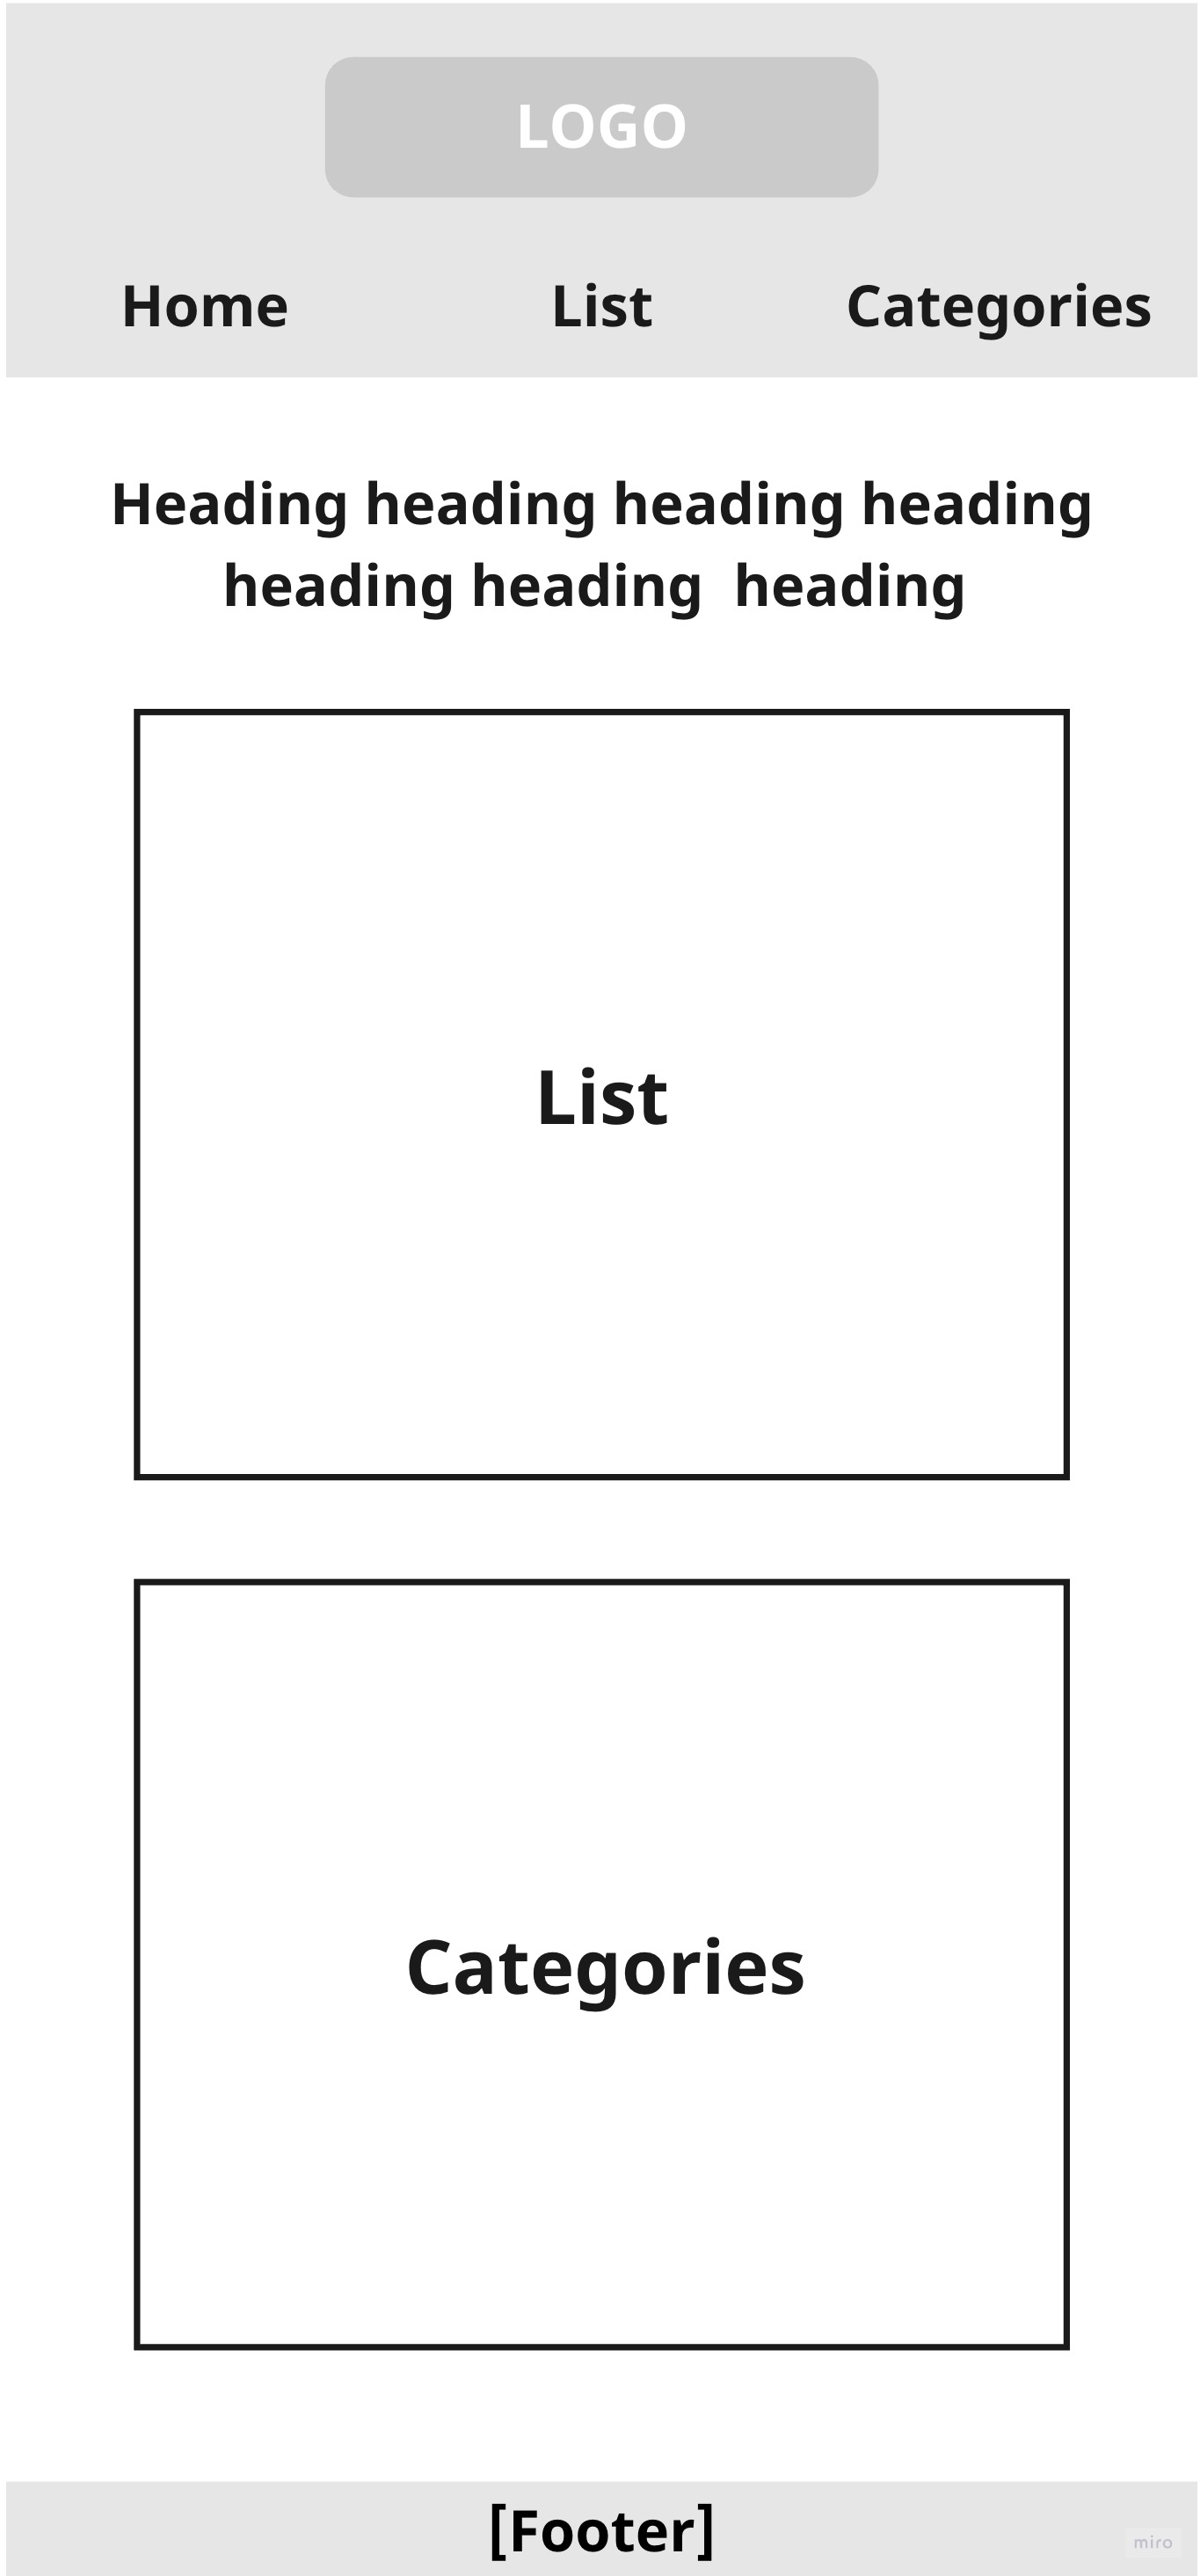 LOGO
Home List Categories
Heading heading heading heading
heading heading  heading
List
Categories
[Footer]
miro